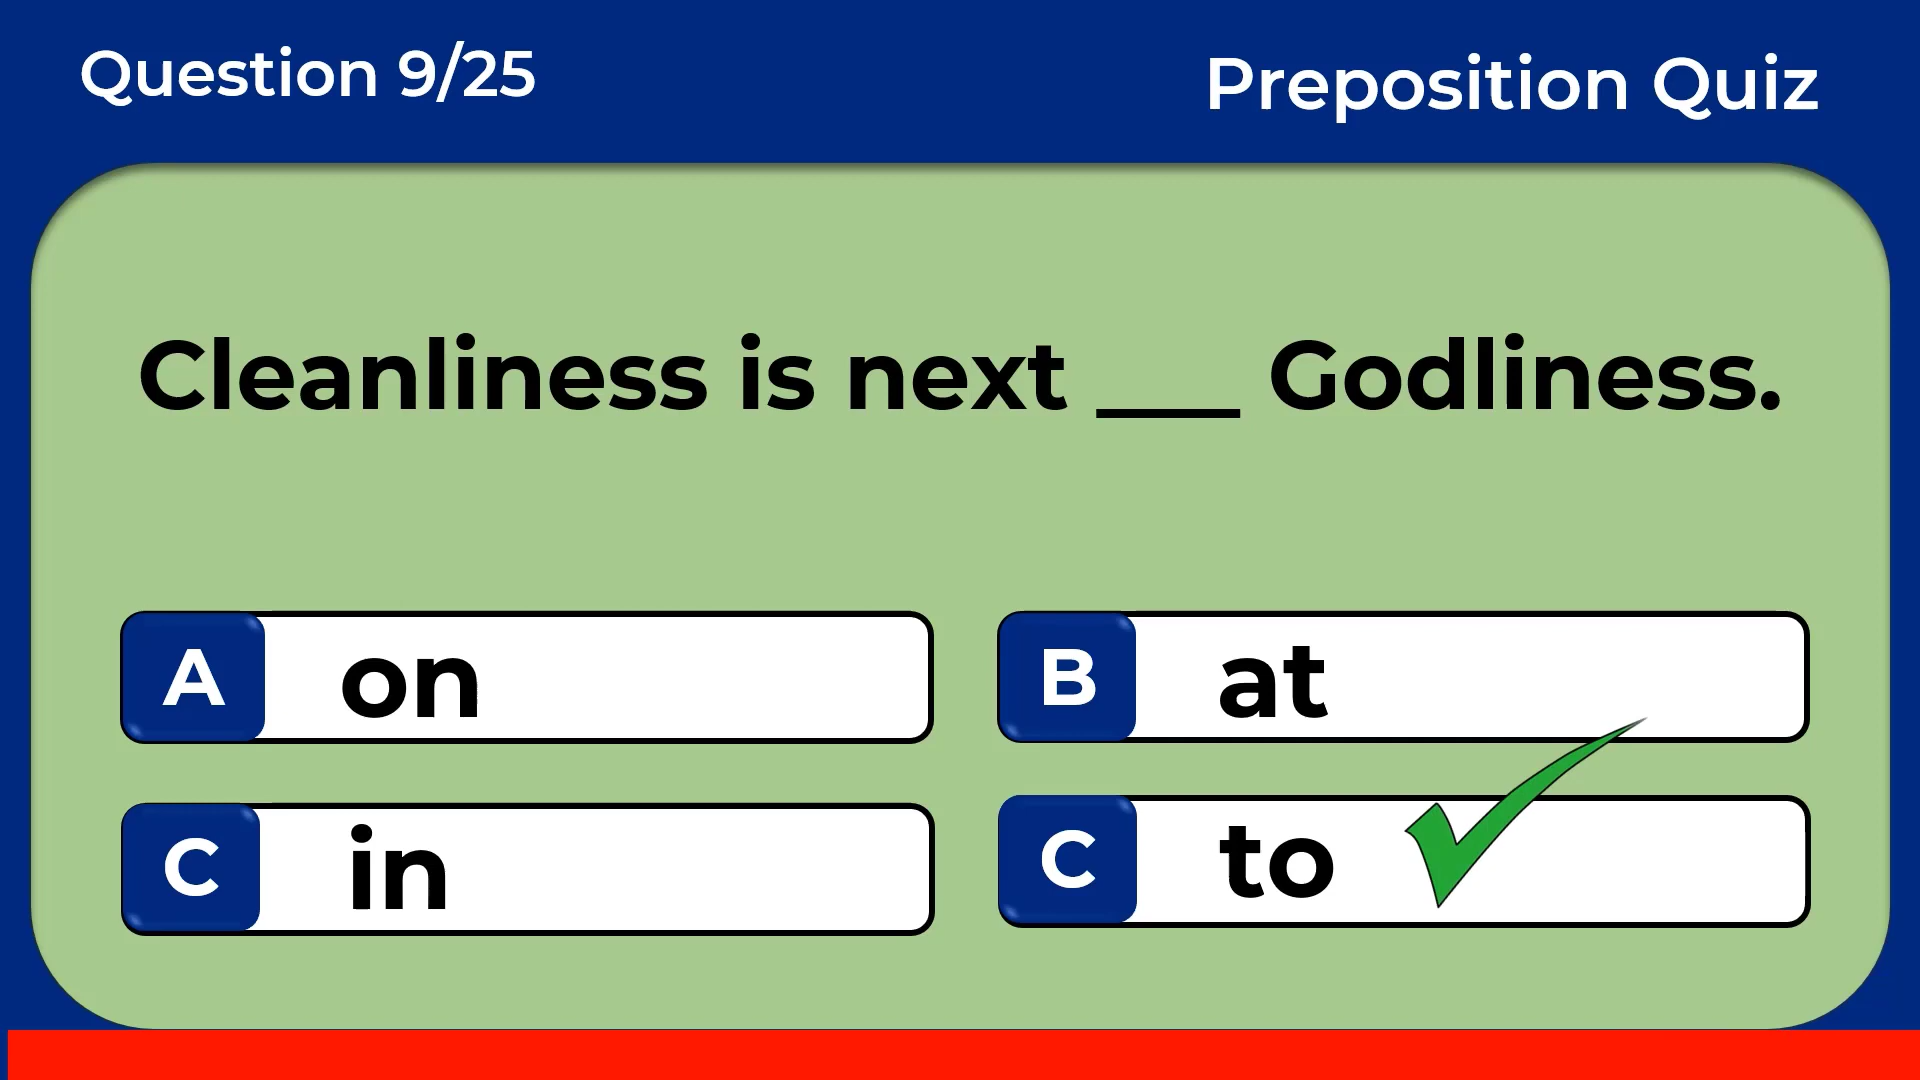 Question 9/25
Preposition Quiz
Cleanliness is next ___ Godliness.
A on
B at
C in
C to